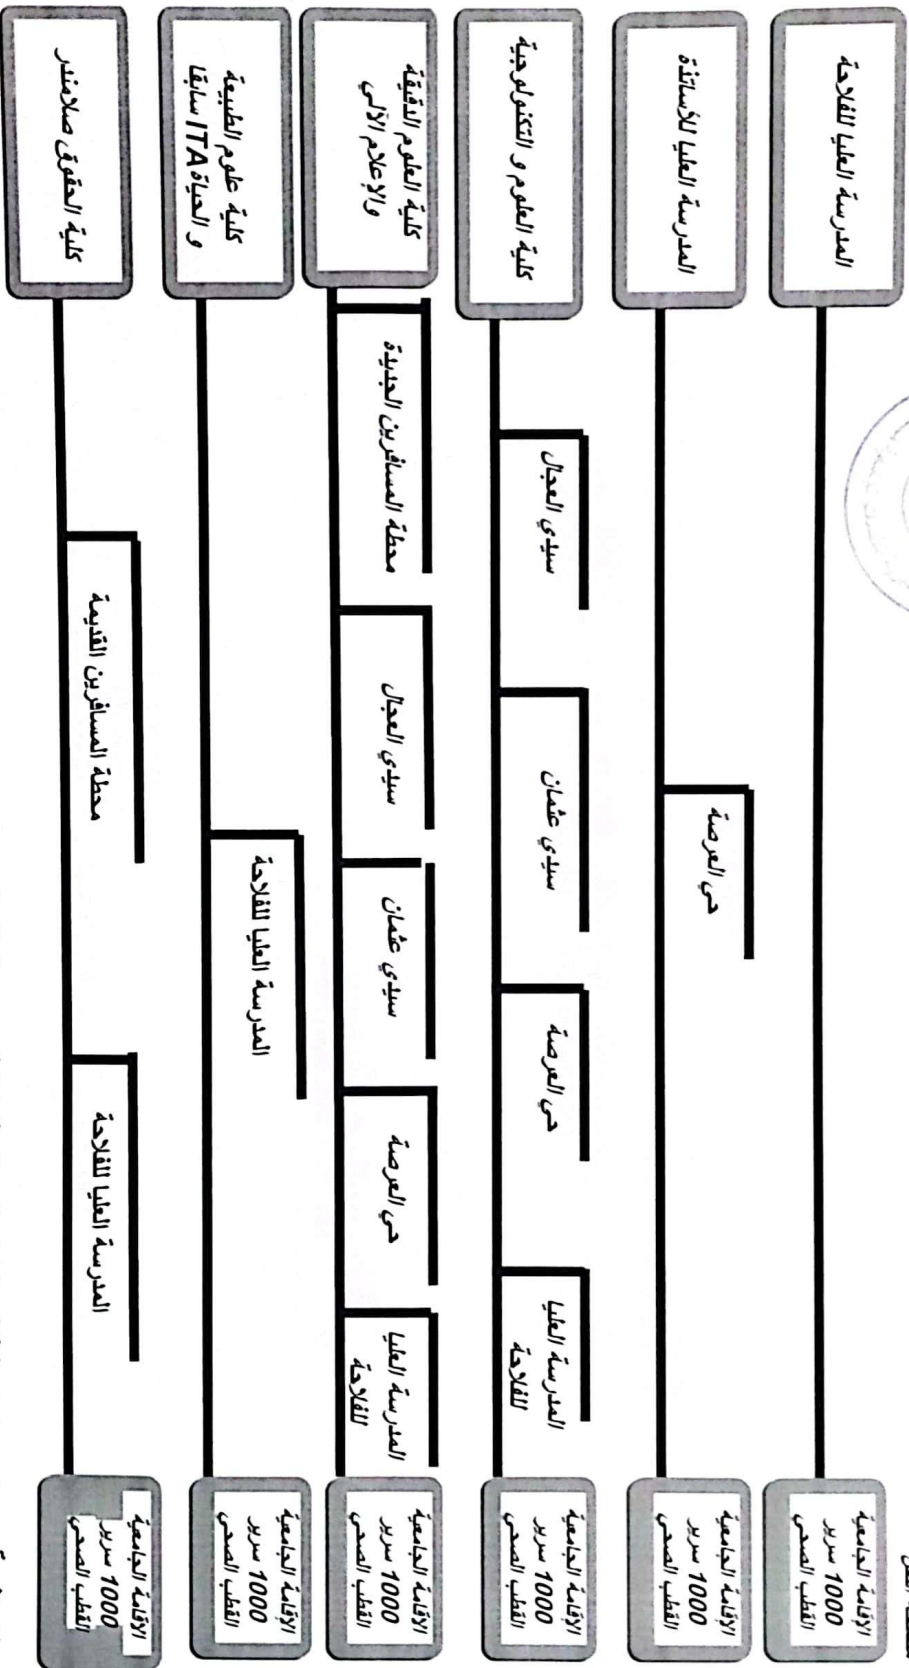 الإقامة الجامعية
1000 سرير
القطب الصحي
المدرسة العليا للفلاحة
الإقامة الجامعية
1000 سرير
القطب الصحي
حي العرصة
المدرسة العليا للأساتذة
الإقامة الجامعية
1000 سرير
القطب الصحي
المدرسة العليا
للفلاحة
حي العرصة
سيدي عثمان
سيدي العجال
كلية العلوم و التكنولوجية
الإقامة الجامعية
1000 سرير
القطب الصحي
المدرسة العليا
للفلاحة
حي العرصة
سيدي عثمان
سيدي العجال
محطة المسافرين الجديدة
كلية العلوم الدقيقة
والإعلام الآلي
الإقامة الجامعية
1000 سرير
القطب الصحي
المدرسة العليا للفلاحة
كلية علوم الطبيعة
و الحياة ITA سابقا
الإقامة الجامعية
1000 سرير
القطب الصحي
المدرسة العليا للفلاحة
محطة المسافرين القديمة
كلية الحقوق صلامندر